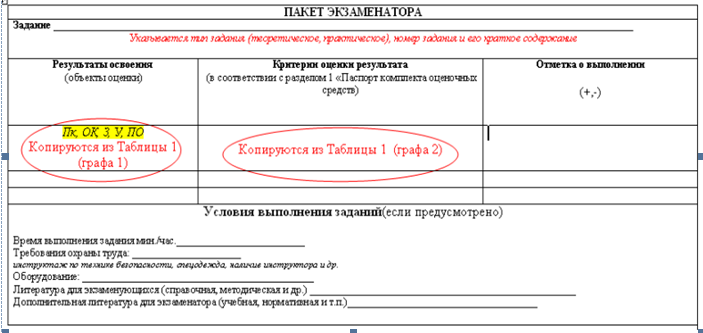 ПАКЕТ ЭКЗАМЕНАТОРА
Задание
Указывается тип задания (теоретическое, практическое), номер задания и его краткое содержание
Результаты освоения
(объекты оценки)
Критерии оценки результата
(в соответствии с разделом 1 «Паспорт комплекта оценочных
средств)
Отметка о выполнении
(+,-)
Пк, ОК, З, У, ПО
Копируются из Таблицы 1
(графа 1)
Копируются из Таблицы 1 (графа 2)
Условия выполнения заданий(если предусмотрено)
Время выполнения задания мин./час.
Требования охраны труда:
инструктаж по технике безопасности, спецодежда, наличие инструктора и др.
Оборудование:
Литература для экзаменующихся (справочная, методическая и др.)
Дополнительная литература для экзаменатора (учебная, нормативная и т.п.)